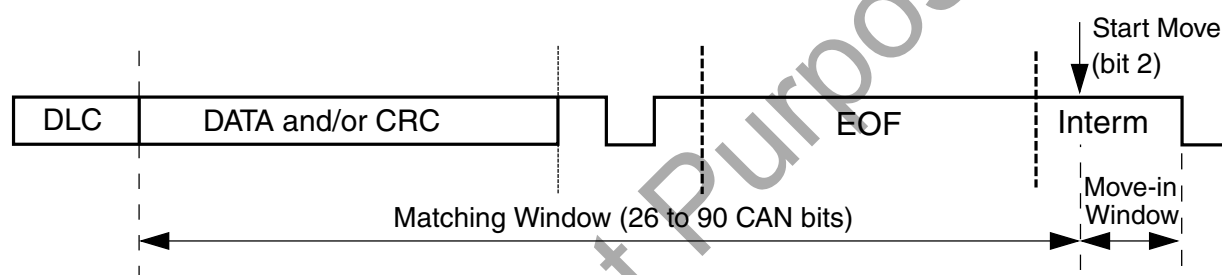 Start Move
(bit 2)
DLC
DATA and/or CRC
EOF
Interm
Matching Window (26 to 90 CAN bits)
Move-in
Window
t Purpos